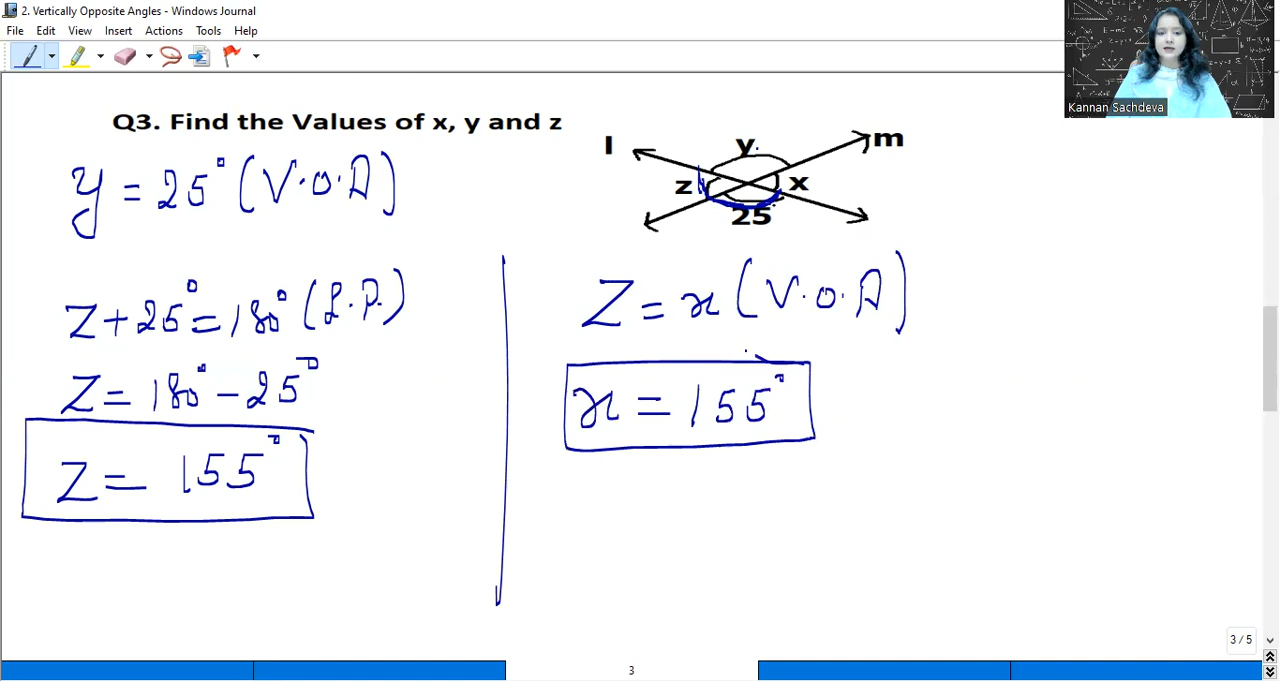 2. Vertically Opposite Angles - Windows Journal
File Edit View Insert Actions Tools Help
Kannan Sachdeva
Q3. Find the Values of x, y and z
l
y
m
z
x
25
y = 25° (V.O.A)
z + 25° = 180° (L.P.)
z = 180° - 25°
z = 155°
z = x (V.O.A)
x = 155°
3 / 5
3